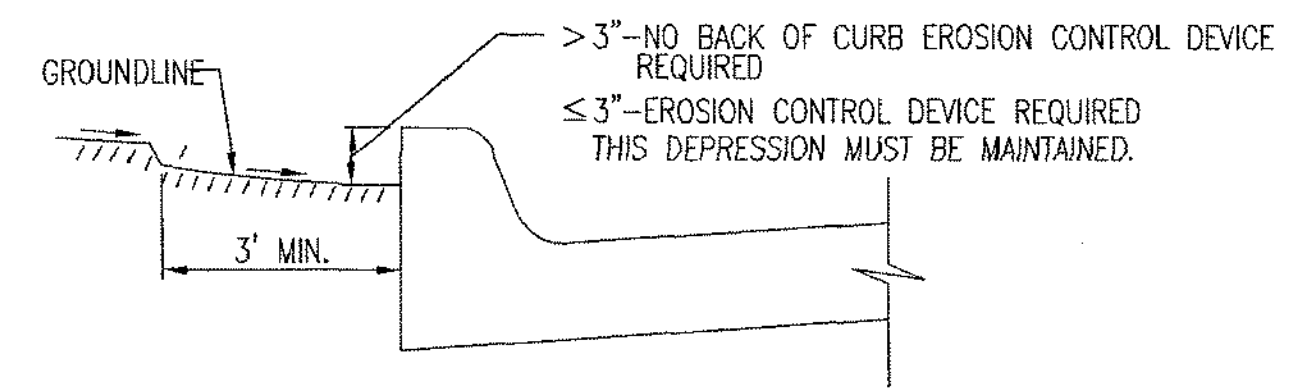 > 3"-NO BACK OF CURB EROSION CONTROL DEVICE
REQUIRED
GROUNDLINE
≤ 3"-EROSION CONTROL DEVICE REQUIRED
THIS DEPRESSION MUST BE MAINTAINED.
3' MIN.